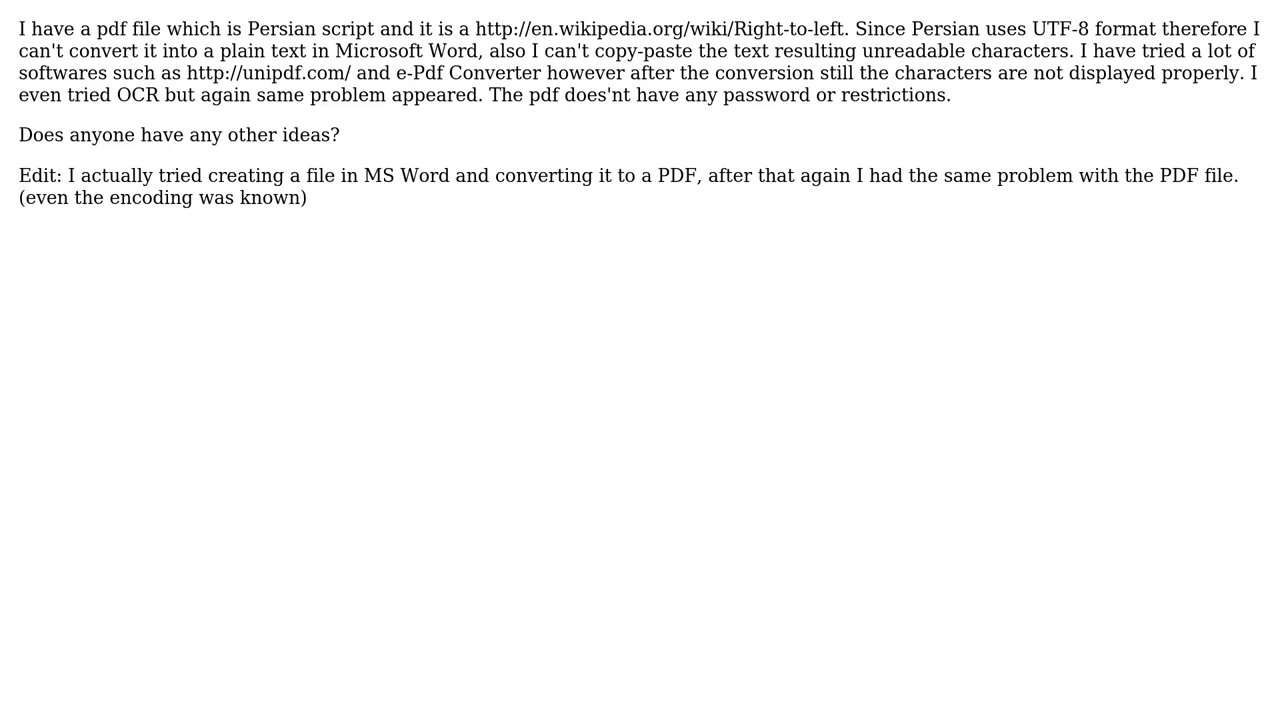 I have a pdf file which is Persian script and it is a http://en.wikipedia.org/wiki/Right-to-left. Since Persian uses UTF-8 format therefore I
can't convert it into a plain text in Microsoft Word, also I can't copy-paste the text resulting unreadable characters. I have tried a lot of
softwares such as http://unipdf.com/ and e-Pdf Converter however after the conversion still the characters are not displayed properly. I
even tried OCR but again same problem appeared. The pdf does'nt have any password or restrictions.
Does anyone have any other ideas?
Edit: I actually tried creating a file in MS Word and converting it to a PDF, after that again I had the same problem with the PDF file.
(even the encoding was known)